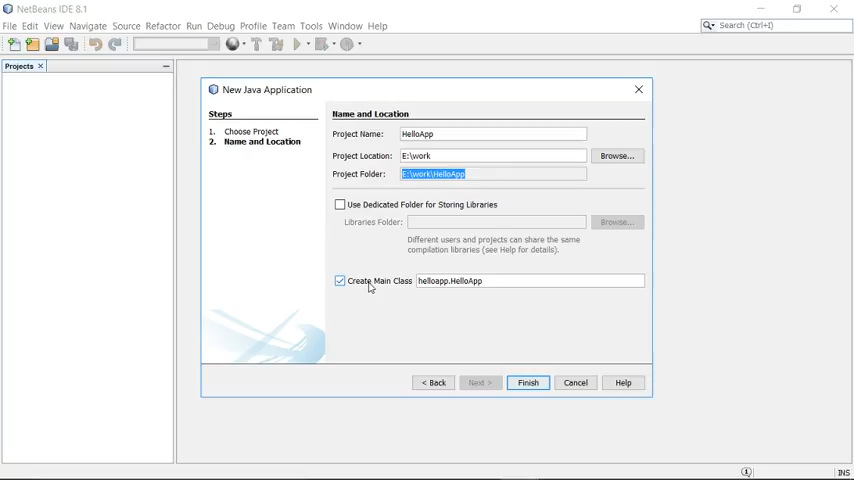 NetBeans IDE 8.1
File Edit View Navigate Source Refactor Run Debug Profile Team Tools Window Help
Search (Ctrl+I)
Projects
New Java Application
Steps
1. Choose Project
2. Name and Location
Name and Location
Project Name: HelloApp
Project Location: E:\work Browse...
Project Folder: E:\work\HelloApp
Use Dedicated Folder for Storing Libraries
Libraries Folder: Browse...
Different users and projects can share the same
compilation libraries (see Help for details).
Create Main Class helloapp.HelloApp
< Back Next > Finish Cancel Help
INS